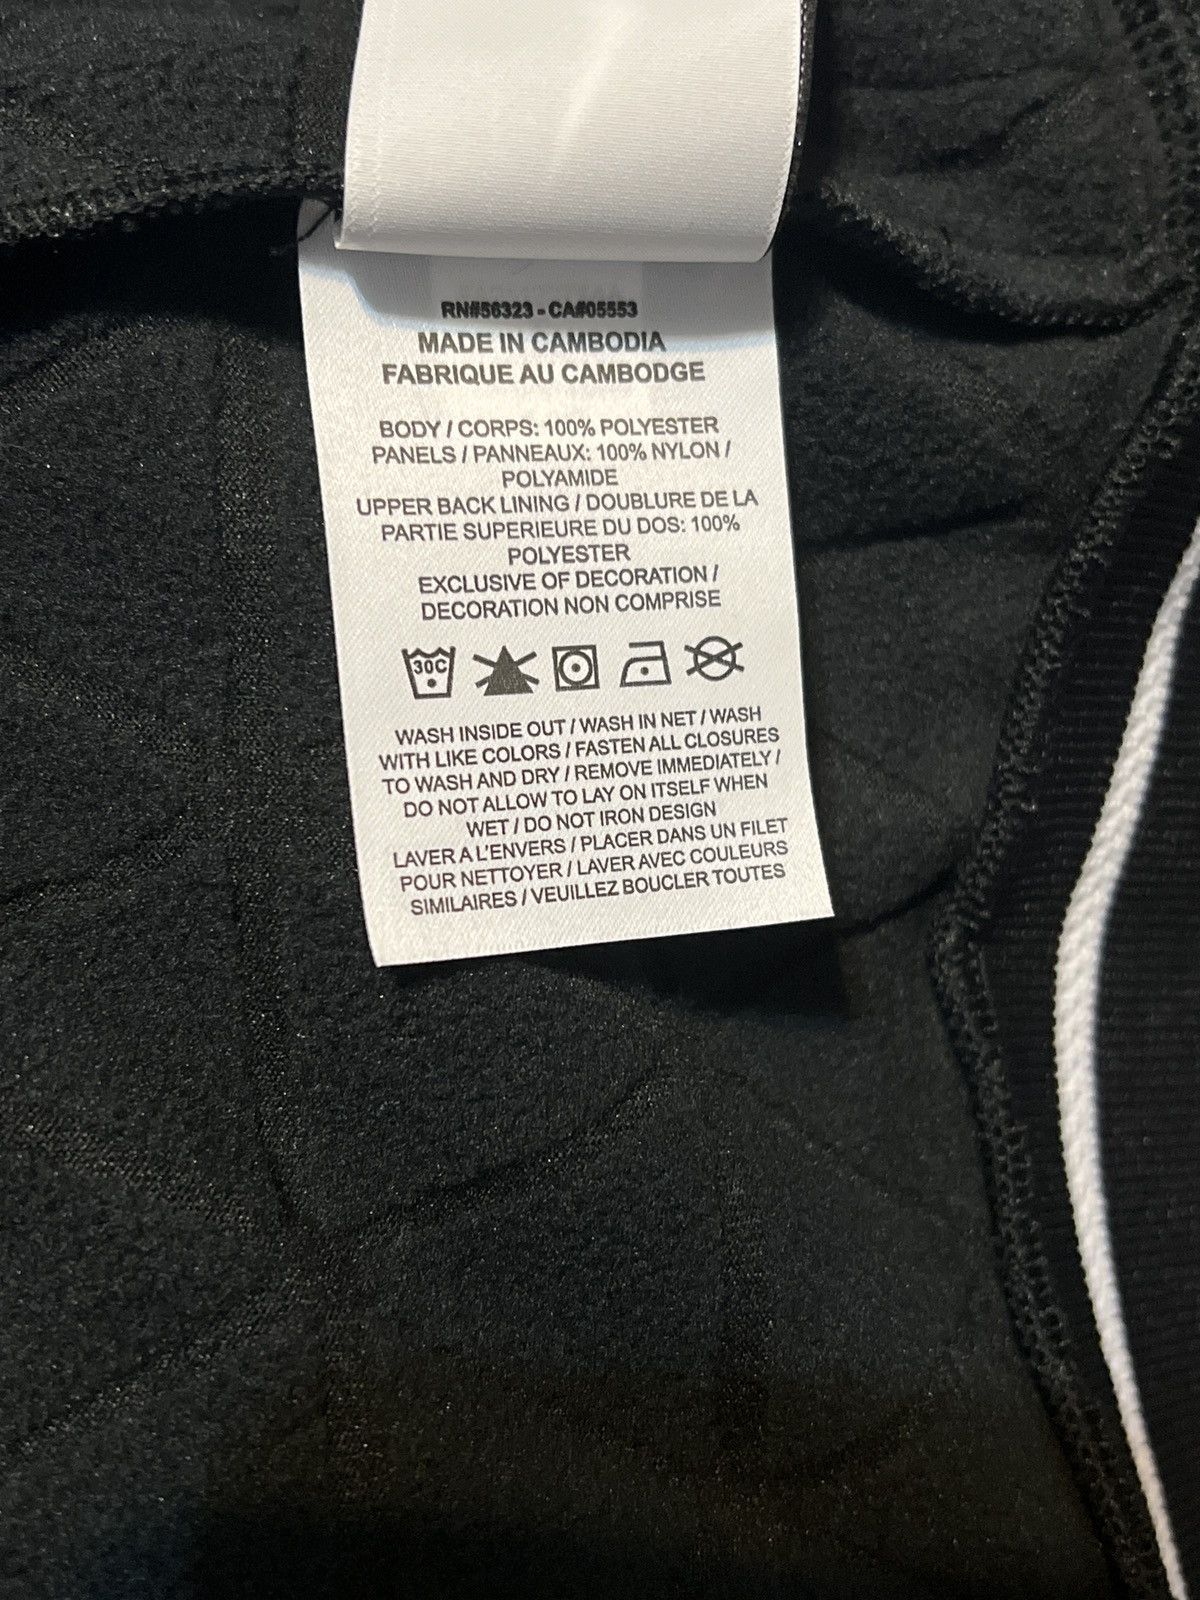 RN#56323 - CA#05553
MADE IN CAMBODIA
FABRIQUE AU CAMBODGE
BODY / CORPS: 100% POLYESTER
PANELS / PANNEAUX: 100% NYLON /
POLYAMIDE
UPPER BACK LINING / DOUBLURE DE LA
PARTIE SUPERIEURE DU DOS: 100%
POLYESTER
EXCLUSIVE OF DECORATION /
DECORATION NON COMPRISE
30C
WASH INSIDE OUT / WASH IN NET / WASH
WITH LIKE COLORS / FASTEN ALL CLOSURES
TO WASH AND DRY / REMOVE IMMEDIATELY /
DO NOT ALLOW TO LAY ON ITSELF WHEN
WET / DO NOT IRON DESIGN
LAVER A L'ENVERS / PLACER DANS UN FILET
POUR NETTOYER / LAVER AVEC COULEURS
SIMILAIRES / VEUILLEZ BOUCLER TOUTES